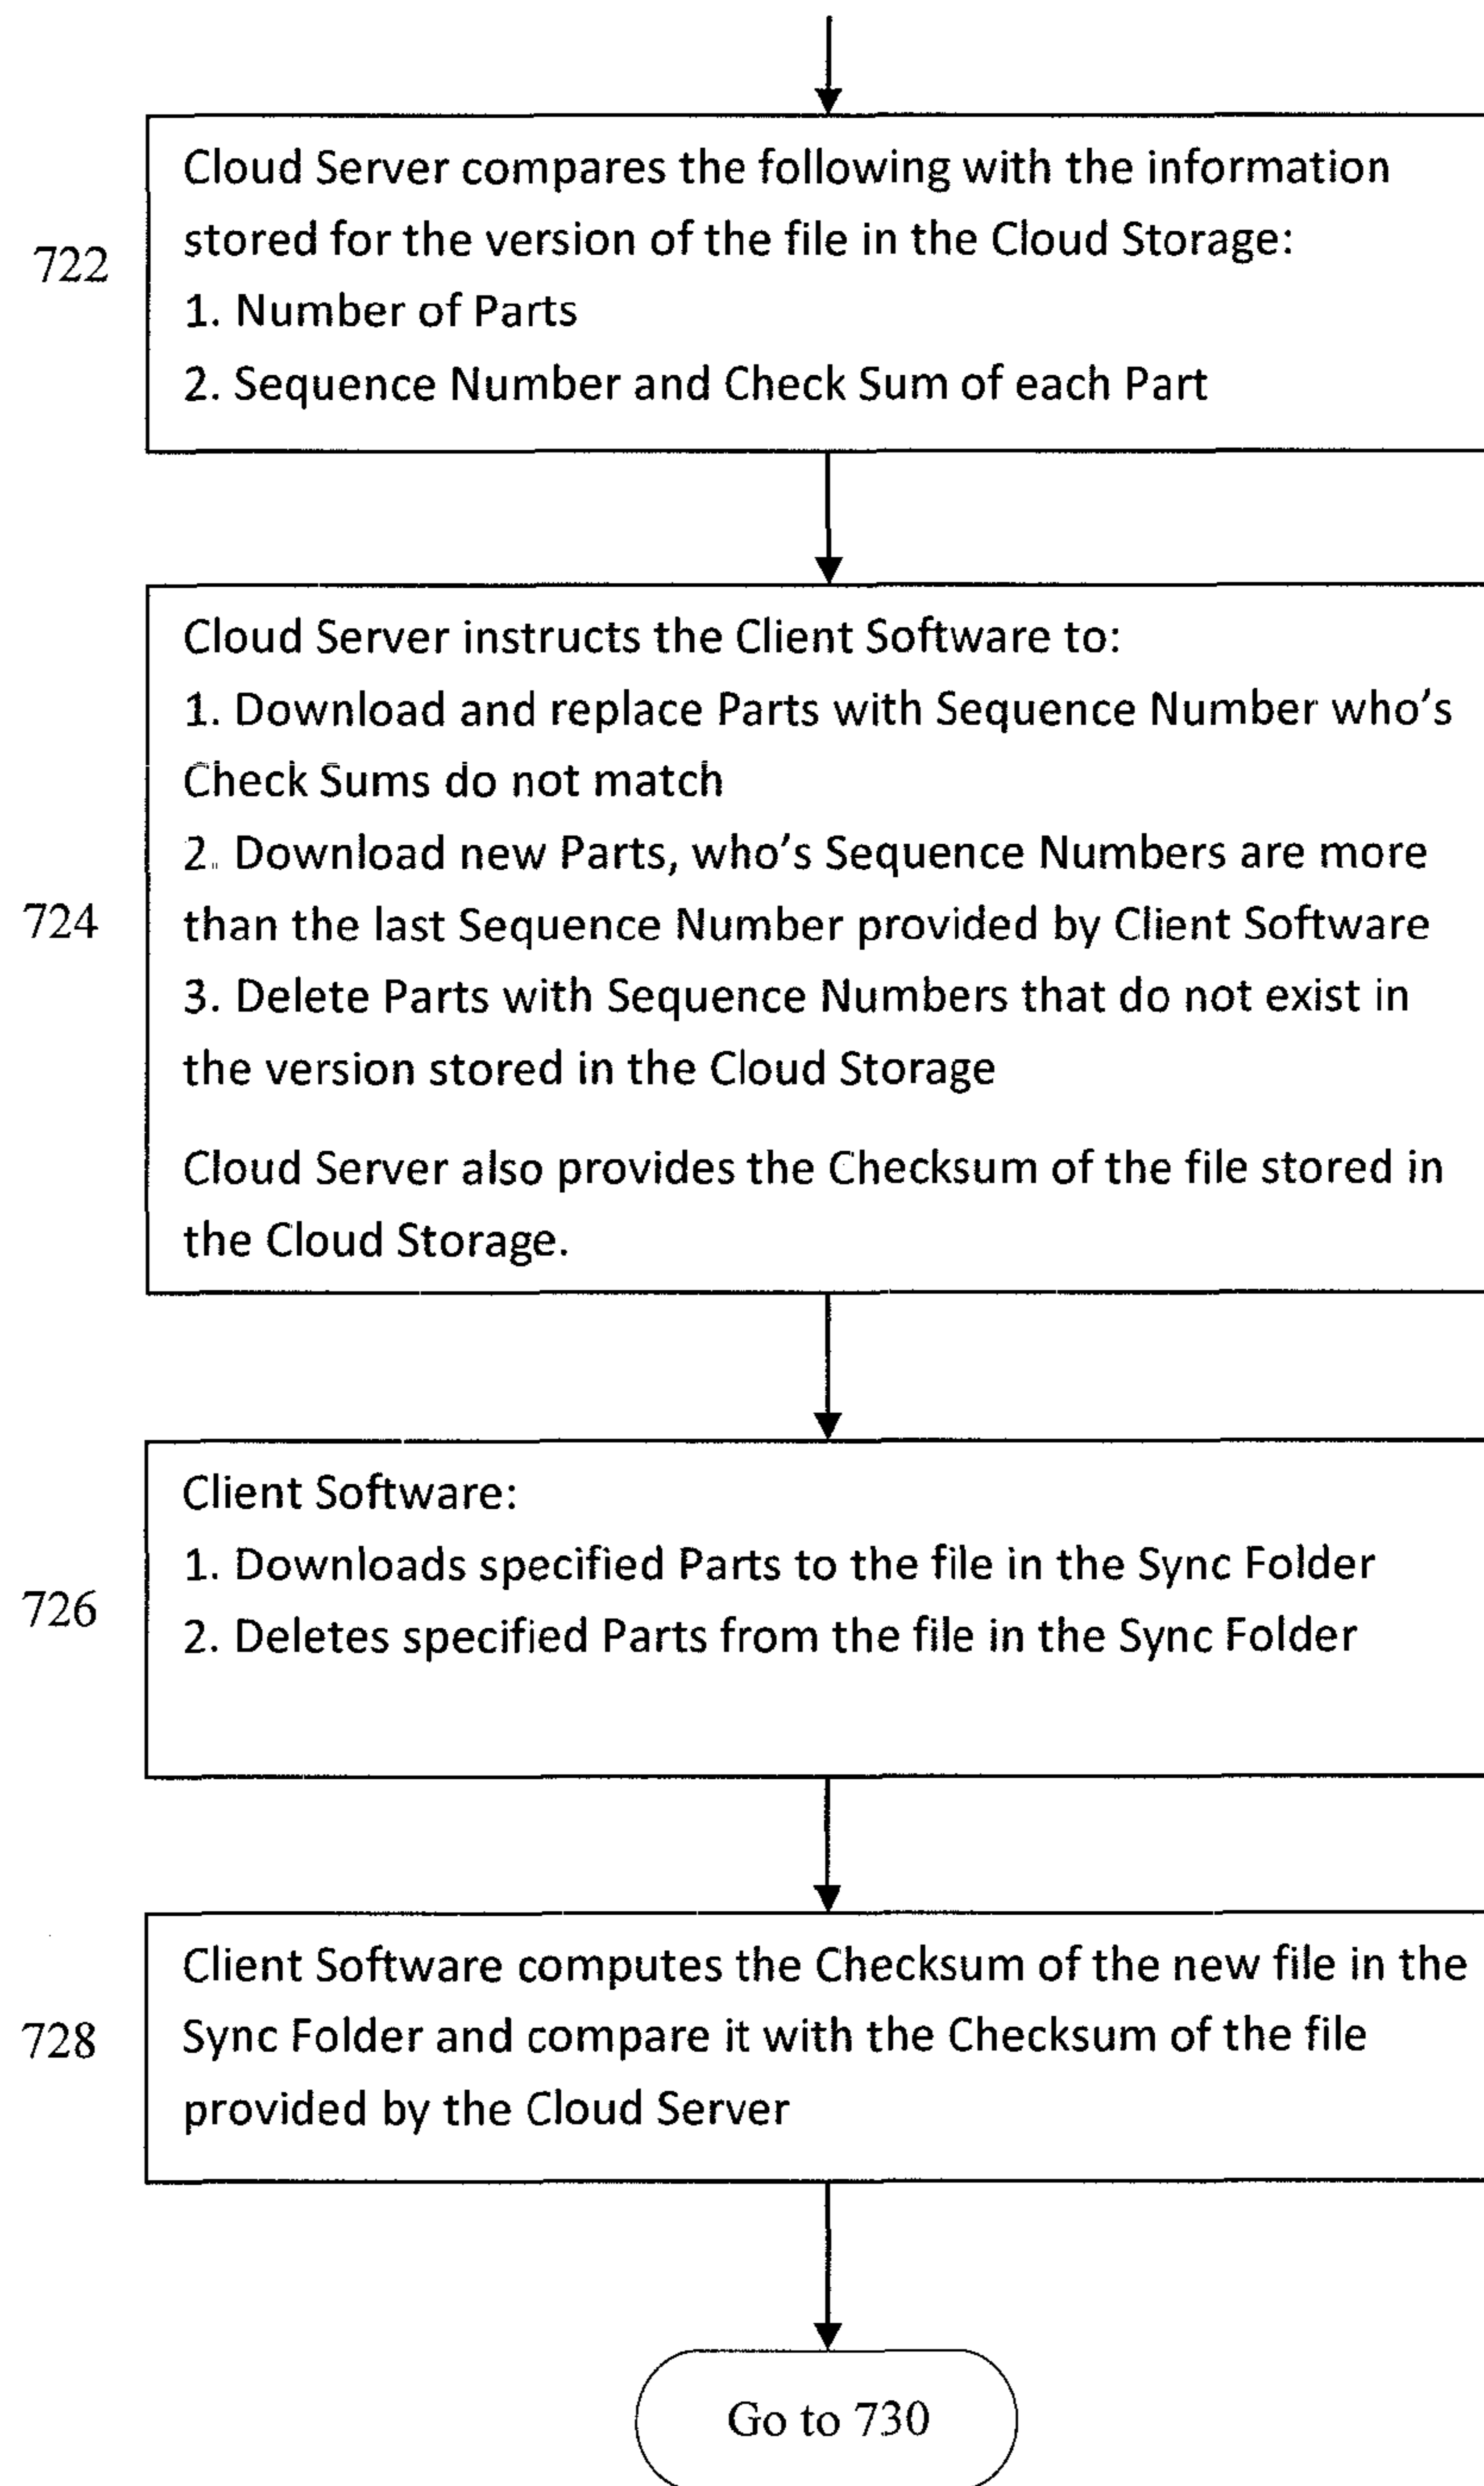 Cloud Server compares the following with the information
stored for the version of the file in the Cloud Storage:
722
1. Number of Parts
2. Sequence Number and Check Sum of each Part
Cloud Server instructs the Client Software to:
1. Download and replace Parts with Sequence Number who's
Check Sums do not match
2. Download new Parts, who's Sequence Numbers are more
724
than the last Sequence Number provided by Client Software
3. Delete Parts with Sequence Numbers that do not exist in
the version stored in the Cloud Storage
Cloud Server also provides the Checksum of the file stored in
the Cloud Storage.
Client Software:
1. Downloads specified Parts to the file in the Sync Folder
726
2. Deletes specified Parts from the file in the Sync Folder
Client Software computes the Checksum of the new file in the
728
Sync Folder and compare it with the Checksum of the file
provided by the Cloud Server
Go to 730